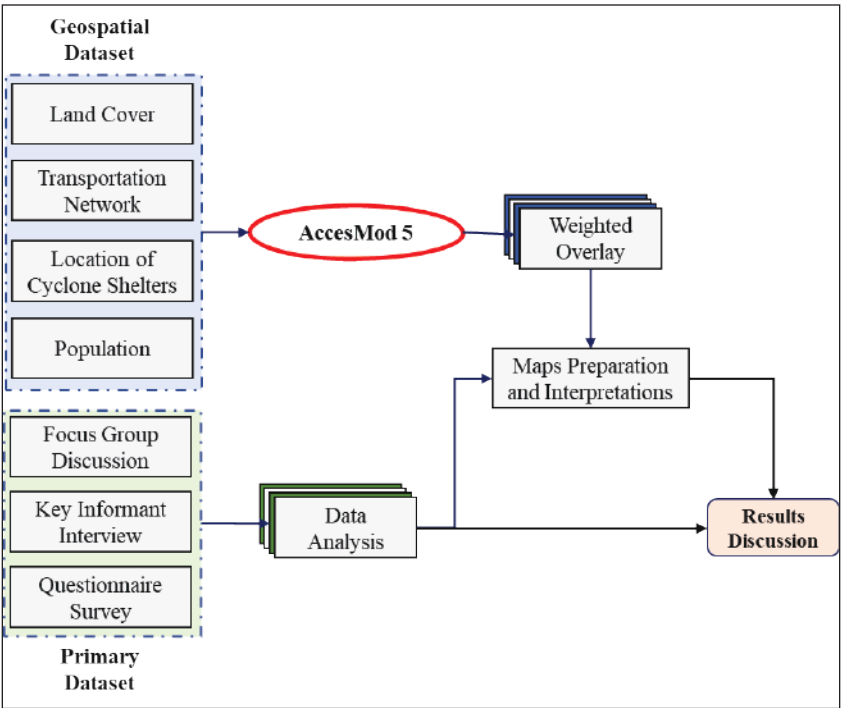 Geospatial
Dataset
Land Cover
Transportation
Network
Location of
Cyclone Shelters
Population
AccesMod 5
Weighted
Overlay
Maps Preparation
and Interpretations
Focus Group
Discussion
Key Informant
Interview
Questionnaire
Survey
Data
Analysis
Results
Discussion
Primary
Dataset